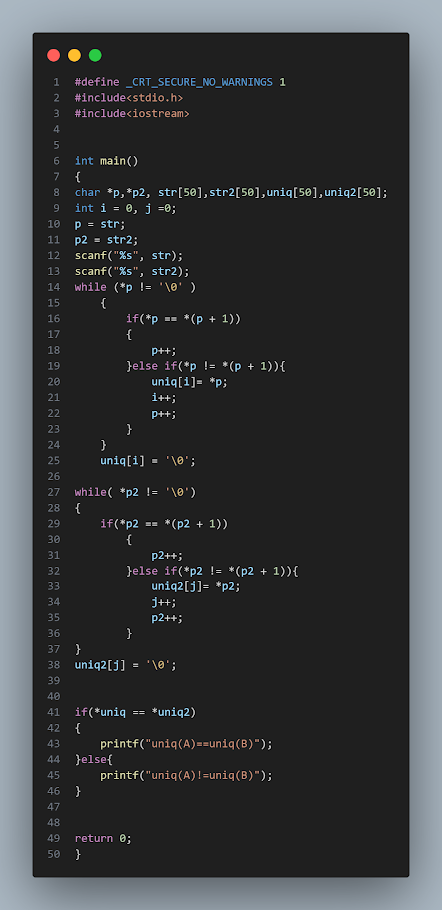 1 #define _CRT_SECURE_NO_WARNINGS 1
2 #include<stdio.h>
3 #include<iostream>
4
5
6 int main()
7 {
8 char *p,*p2, str[50],str2[50],uniq[50],uniq2[50];
9 int i = 0, j =0;
10 p = str;
11 p2 = str2;
12 scanf("%s", str);
13 scanf("%s", str2);
14 while (*p != '\0' )
15     {
16         if(*p == *(p + 1))
17         {
18             p++;
19         }else if(*p != *(p + 1)){
20             uniq[i]= *p;
21             i++;
22             p++;
23         }
24     }
25     uniq[i] = '\0';
26
27 while( *p2 != '\0')
28 {
29     if(*p2 == *(p2 + 1))
30         {
31             p2++;
32         }else if(*p2 != *(p2 + 1)){
33             uniq2[j]= *p2;
34             j++;
35             p2++;
36         }
37 }
38 uniq2[j] = '\0';
39
40
41 if(*uniq == *uniq2)
42 {
43     printf("uniq(A)==uniq(B)");
44 }else{
45     printf("uniq(A)!=uniq(B)");
46 }
47
48
49 return 0;
50 }